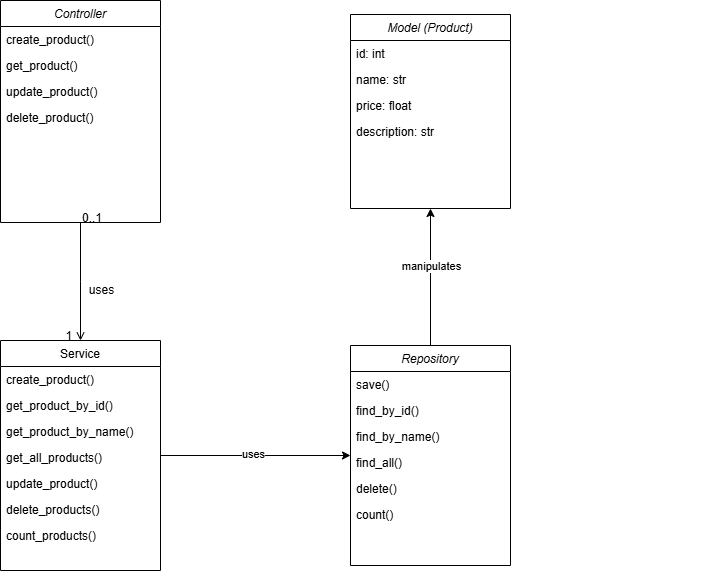 Controller
create_product()
get_product()
update_product()
delete_product()
0..1
uses
1
Model (Product)
id: int
name: str
price: float
description: str
manipulates
Service
create_product()
get_product_by_id()
get_product_by_name()
get_all_products()
update_product()
delete_products()
count_products()
uses
Repository
save()
find_by_id()
find_by_name()
find_all()
delete()
count()